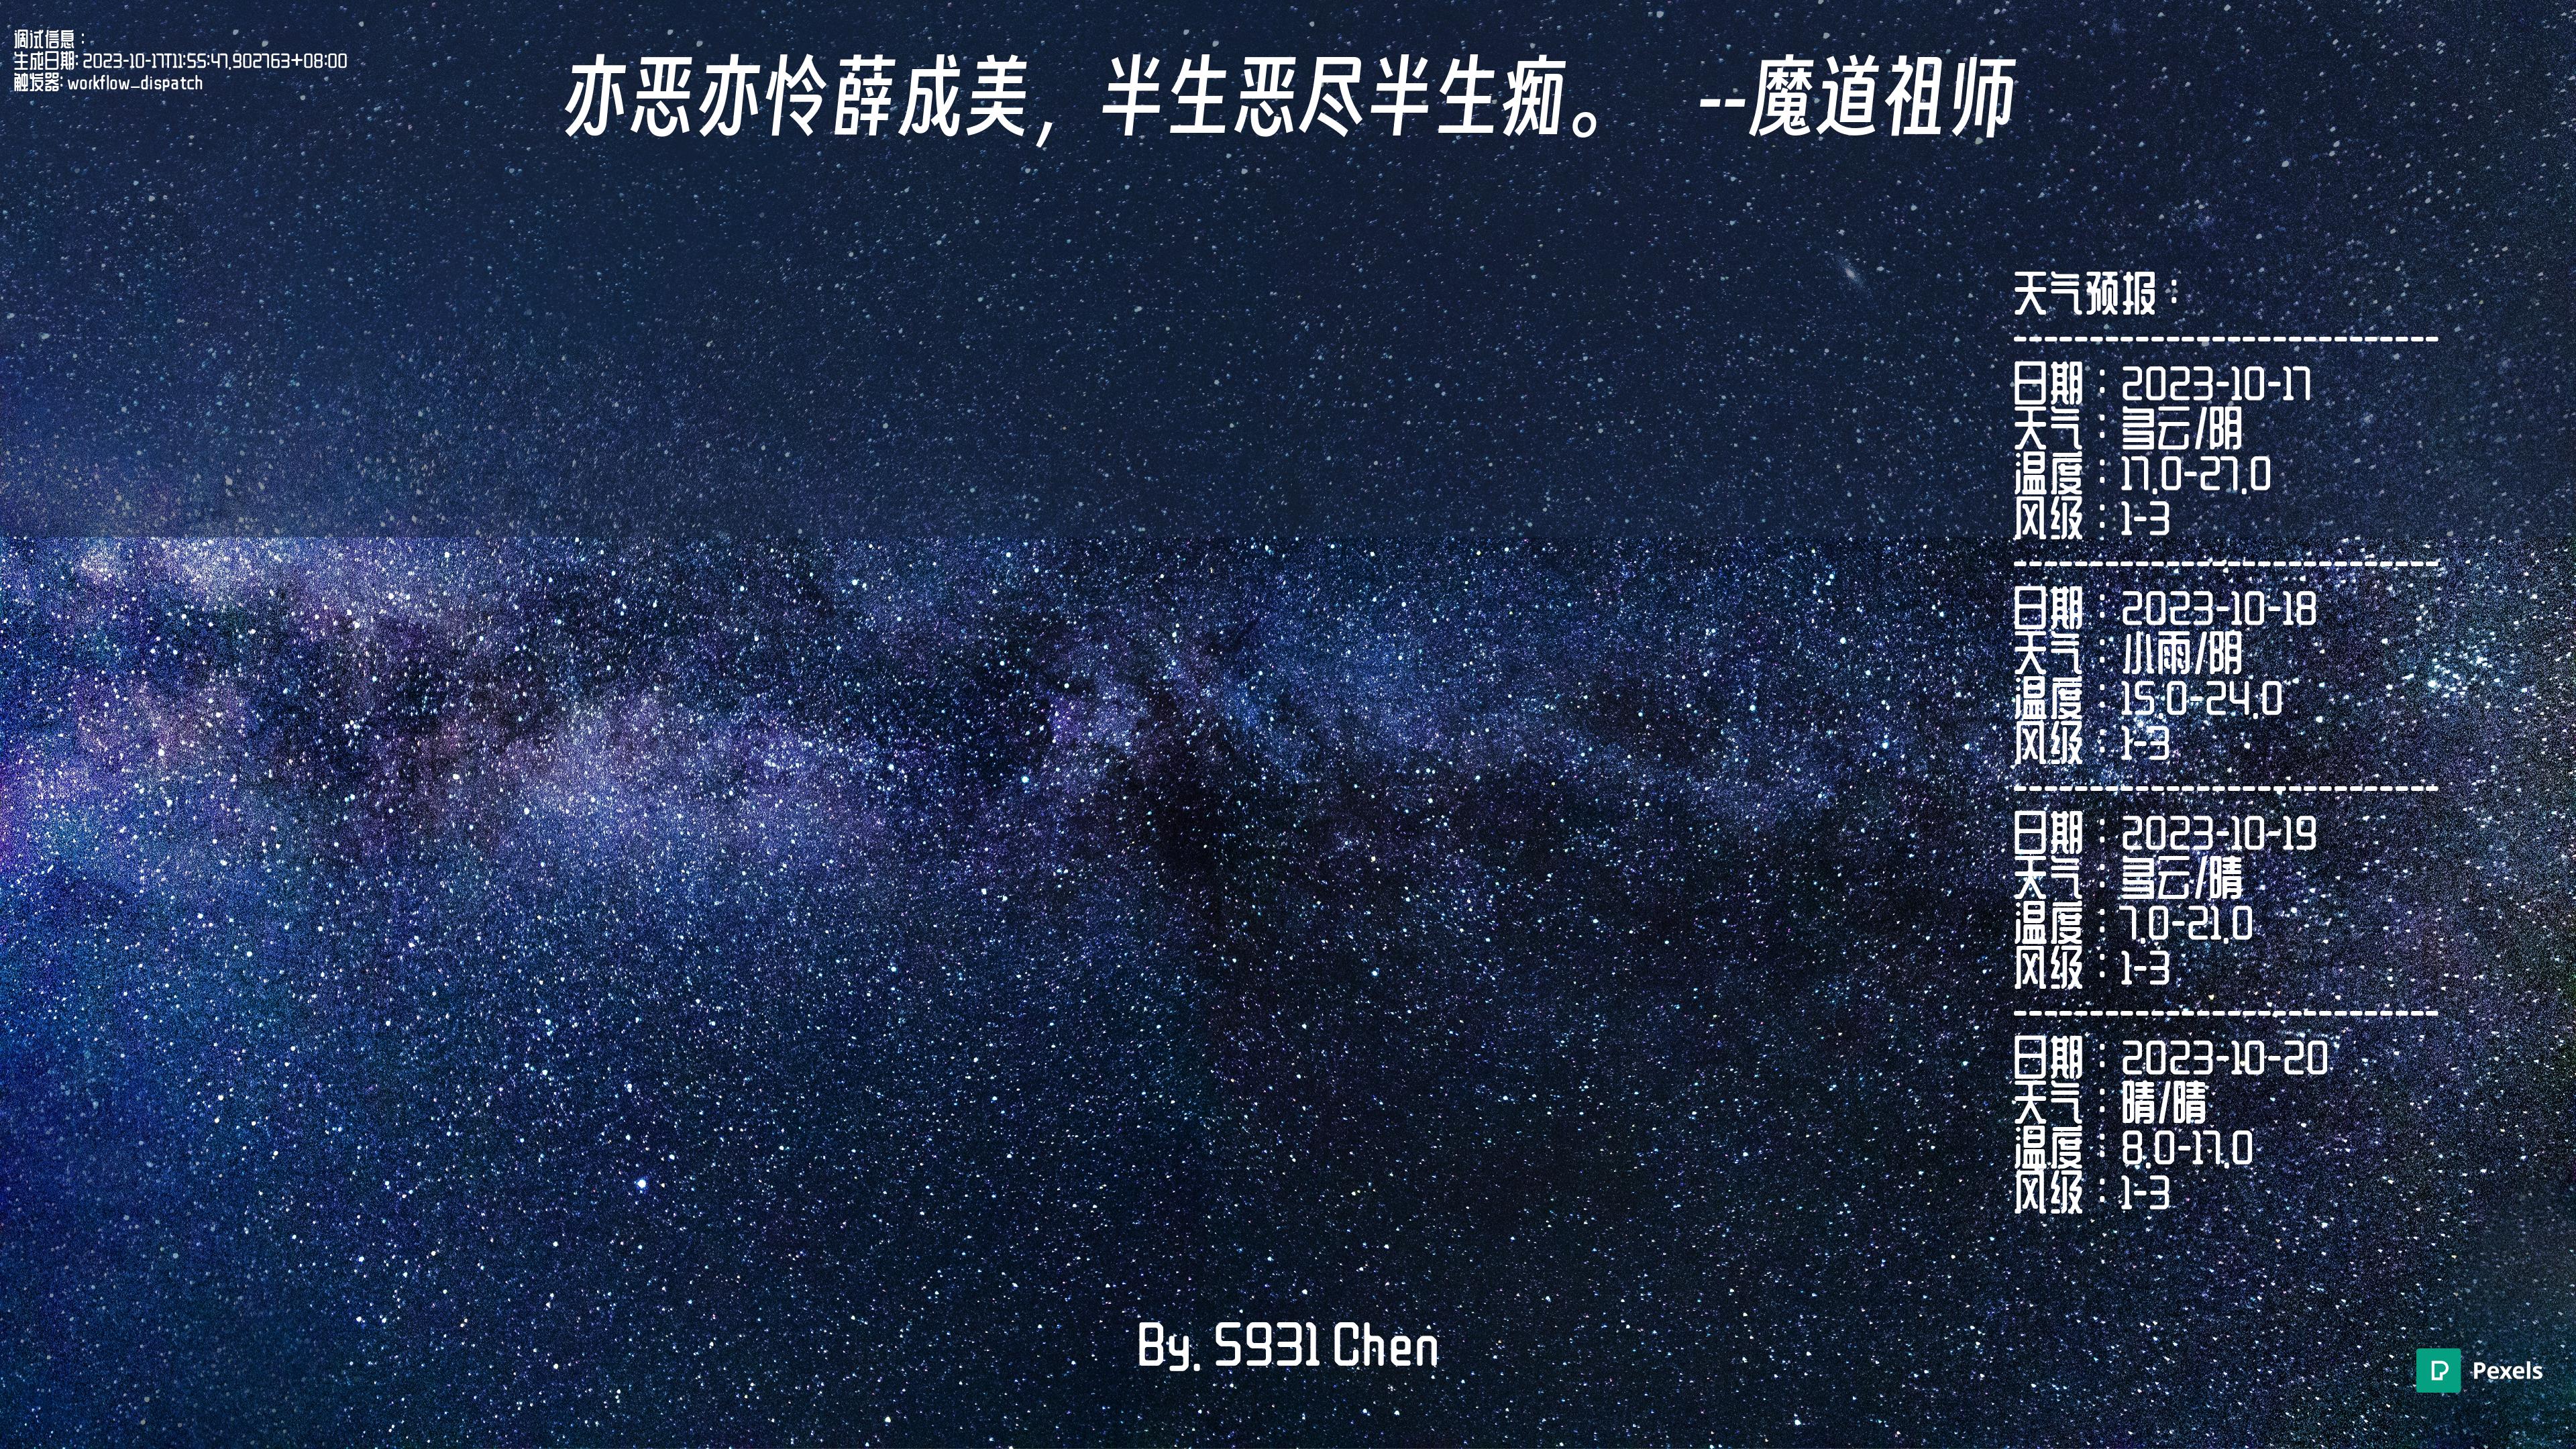 调试信息：
生成日期: 2023-10-17T11:55:47.902763+08:00
触发器: workflow_dispatch
亦恶亦怜薛成美，半生恶尽半生痴。 --魔道祖师
天气预报：
----------------------------
日期：2023-10-17
天气：多云/阴
温度：17.0-27.0
风级：1-3
----------------------------
日期：2023-10-18
天气：小雨/阴
温度：15.0-24.0
风级：1-3
----------------------------
日期：2023-10-19
天气：多云/晴
温度：7.0-21.0
风级：1-3
----------------------------
日期：2023-10-20
天气：晴/晴
温度：8.0-17.0
风级：1-3
By. S931 Chen
Pexels